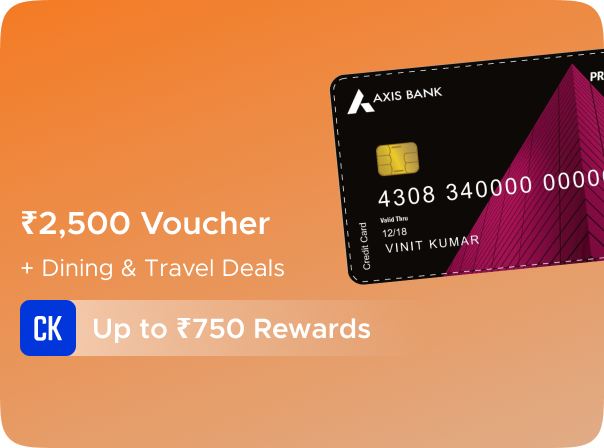 AXIS BANK
PR
4308 340000 0000
Valid Thru
12/18
VINIT KUMAR
Credit Card
₹2,500 Voucher
+ Dining & Travel Deals
CK
Up to ₹750 Rewards